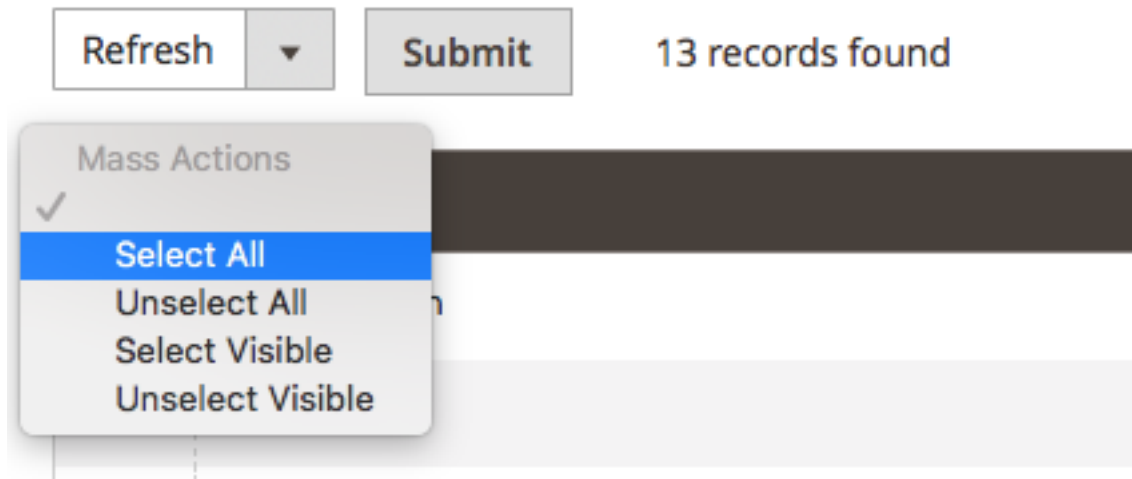 Refresh Submit 13 records found
Mass Actions
Select All
Unselect All
Select Visible
Unselect Visible